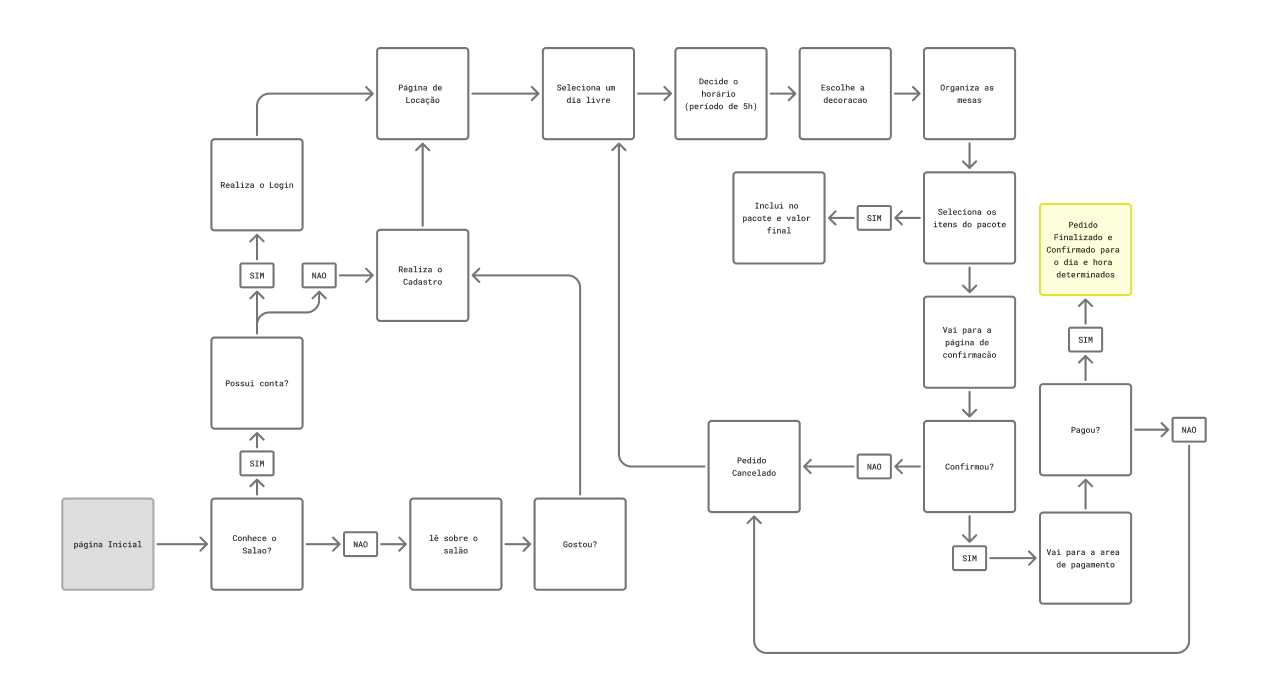 página Inicial
Conhece o
Salao?
SIM
Possui conta?
SIM
Realiza o Login
NAO
Realiza o
Cadastro
Página de
Locação
NAO
lê sobre o
salão
Gostou?
Seleciona um
dia livre
Decide o
horário
(período de 5h)
Escolhe a
decoracao
Organiza as
mesas
Seleciona os
itens do pacote
SIM
Inclui no
pacote e valor
final
Vai para a
página de
confirmacão
Confirmou?
NAO
Pedido
Cancelado
SIM
Vai para a area
de pagamento
Pagou?
NAO
SIM
Pedido
Finalizado e
Confirmado para
o dia e hora
determinados